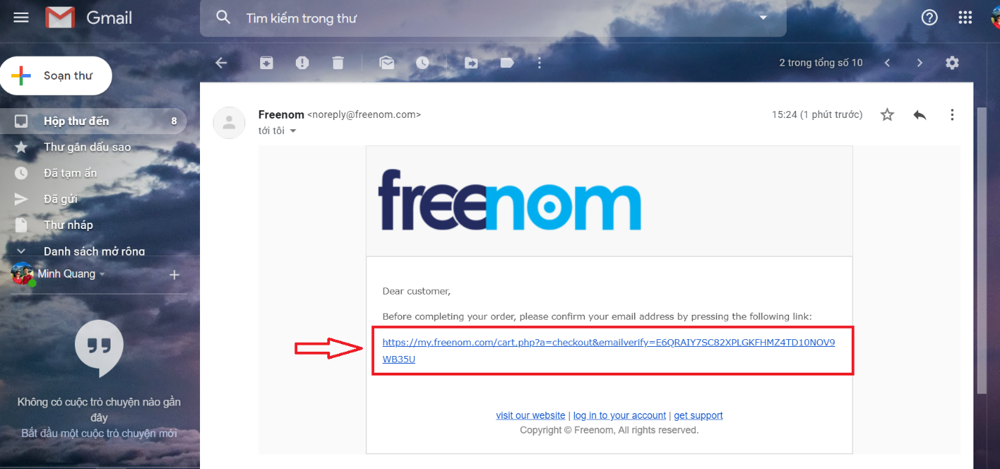 Gmail
Tìm kiếm trong thư
Soạn thư
2 trong tổng số 10
Hộp thư đến 8
Thư gắn dấu sao
Đã tạm ẩn
Đã gửi
Thư nháp
Danh sách mở rộng
Minh Quang
Không có cuộc trò chuyện nào gần
đây
Bắt đầu một cuộc trò chuyện mới
Freenom <noreply@freenom.com>
15:24 (1 phút trước)
tới tôi
freenom
Dear customer,
Before completing your order, please confirm your email address by pressing the following link:
https://my.freenom.com/cart.php?a=checkout&emailverify=E6QRAIY7SC82XPLGKFHMZ4TD10NOV9
WB35U
visit our website | log in to your account | get support
Copyright © Freenom, All rights reserved.